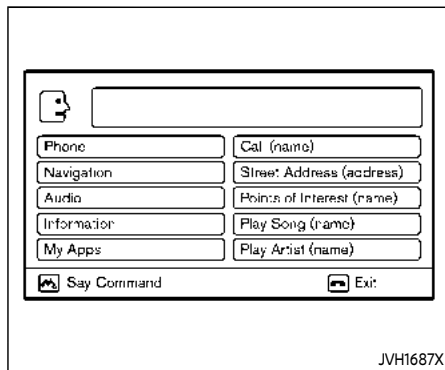 Phone
Call (name)
Navigation
Street Address (address)
Audio
Points of Interest (name)
Information
Play Song (name)
My Apps
Play Artist (name)
Say Command
Exit
JVH1687X